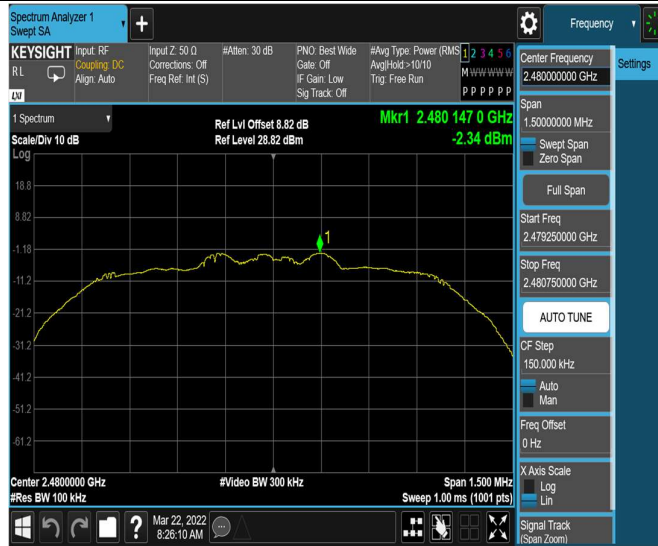 Spectrum Analyzer 1
Swept SA
+
Frequency
KEYSIGHT
RL
LXI
Input: RF
Coupling: DC
Align: Auto
Input Z: 50 Ω
Corrections: Off
Freq Ref: Int (S)
#Atten: 30 dB
PNO: Best Wide
Gate: Off
IF Gain: Low
Sig Track: Off
#Avg Type: Power (RMS
Avg|Hold:>10/10
Trig: Free Run
1 2 3 4 5 6
M W W W W W
P P P P P P
Center Frequency
2.480000000 GHz
Settings
Span
1.50000000 MHz
Swept Span
Zero Span
Full Span
Start Freq
2.479250000 GHz
Stop Freq
2.480750000 GHz
AUTO TUNE
CF Step
150.000 kHz
Auto
Man
Freq Offset
0 Hz
X Axis Scale
Log
Lin
Signal Track
(Span Zoom)
1 Spectrum
Scale/Div 10 dB
Log
Ref Lvl Offset 8.82 dB
Ref Level 28.82 dBm
Mkr1 2.480 147 0 GHz
-2.34 dBm
18.8
8.82
-1.18
-11.2
-21.2
-31.2
-41.2
-51.2
-61.2
1
Center 2.4800000 GHz
#Res BW 100 kHz
#Video BW 300 kHz
Span 1.500 MHz
Sweep 1.00 ms (1001 pts)
?
Mar 22, 2022
8:26:10 AM